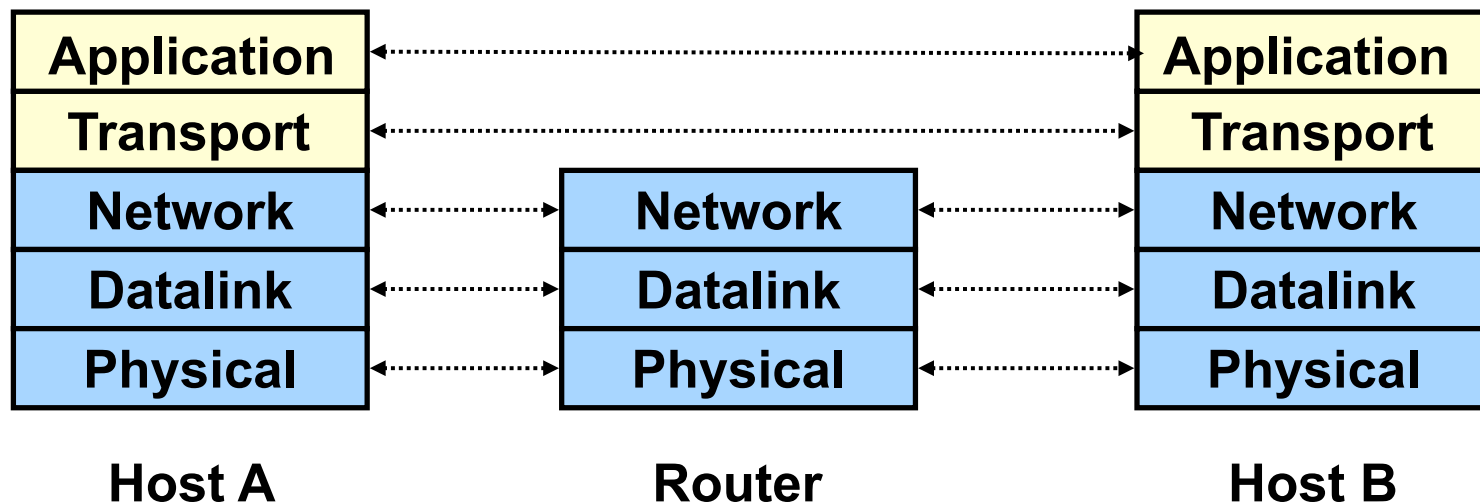 Application Application
Transport Transport
Network Network Network
Datalink Datalink Datalink
Physical Physical Physical
Host A Router Host B